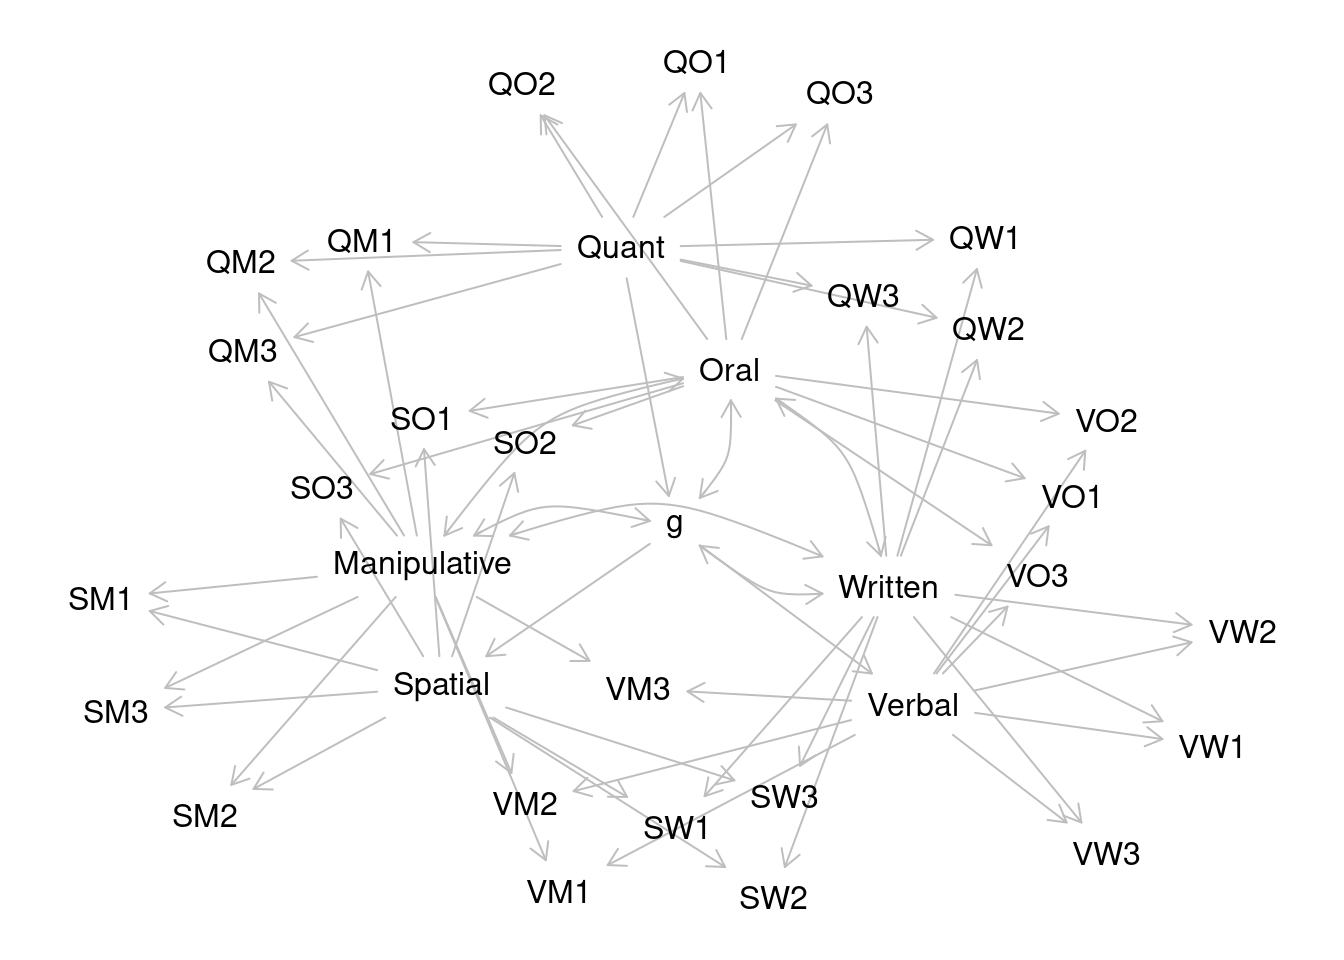 QO1
QO2
QO3
QM1
QW1
Quant
QM2
QW3
QW2
QM3
Oral
SO1
VO2
SO2
SO3
VO1
g
Manipulative
VO3
Written
SM1
VW2
Spatial
VM3
Verbal
SM3
VW1
SW3
VM2
SM2
SW1
VW3
VM1
SW2